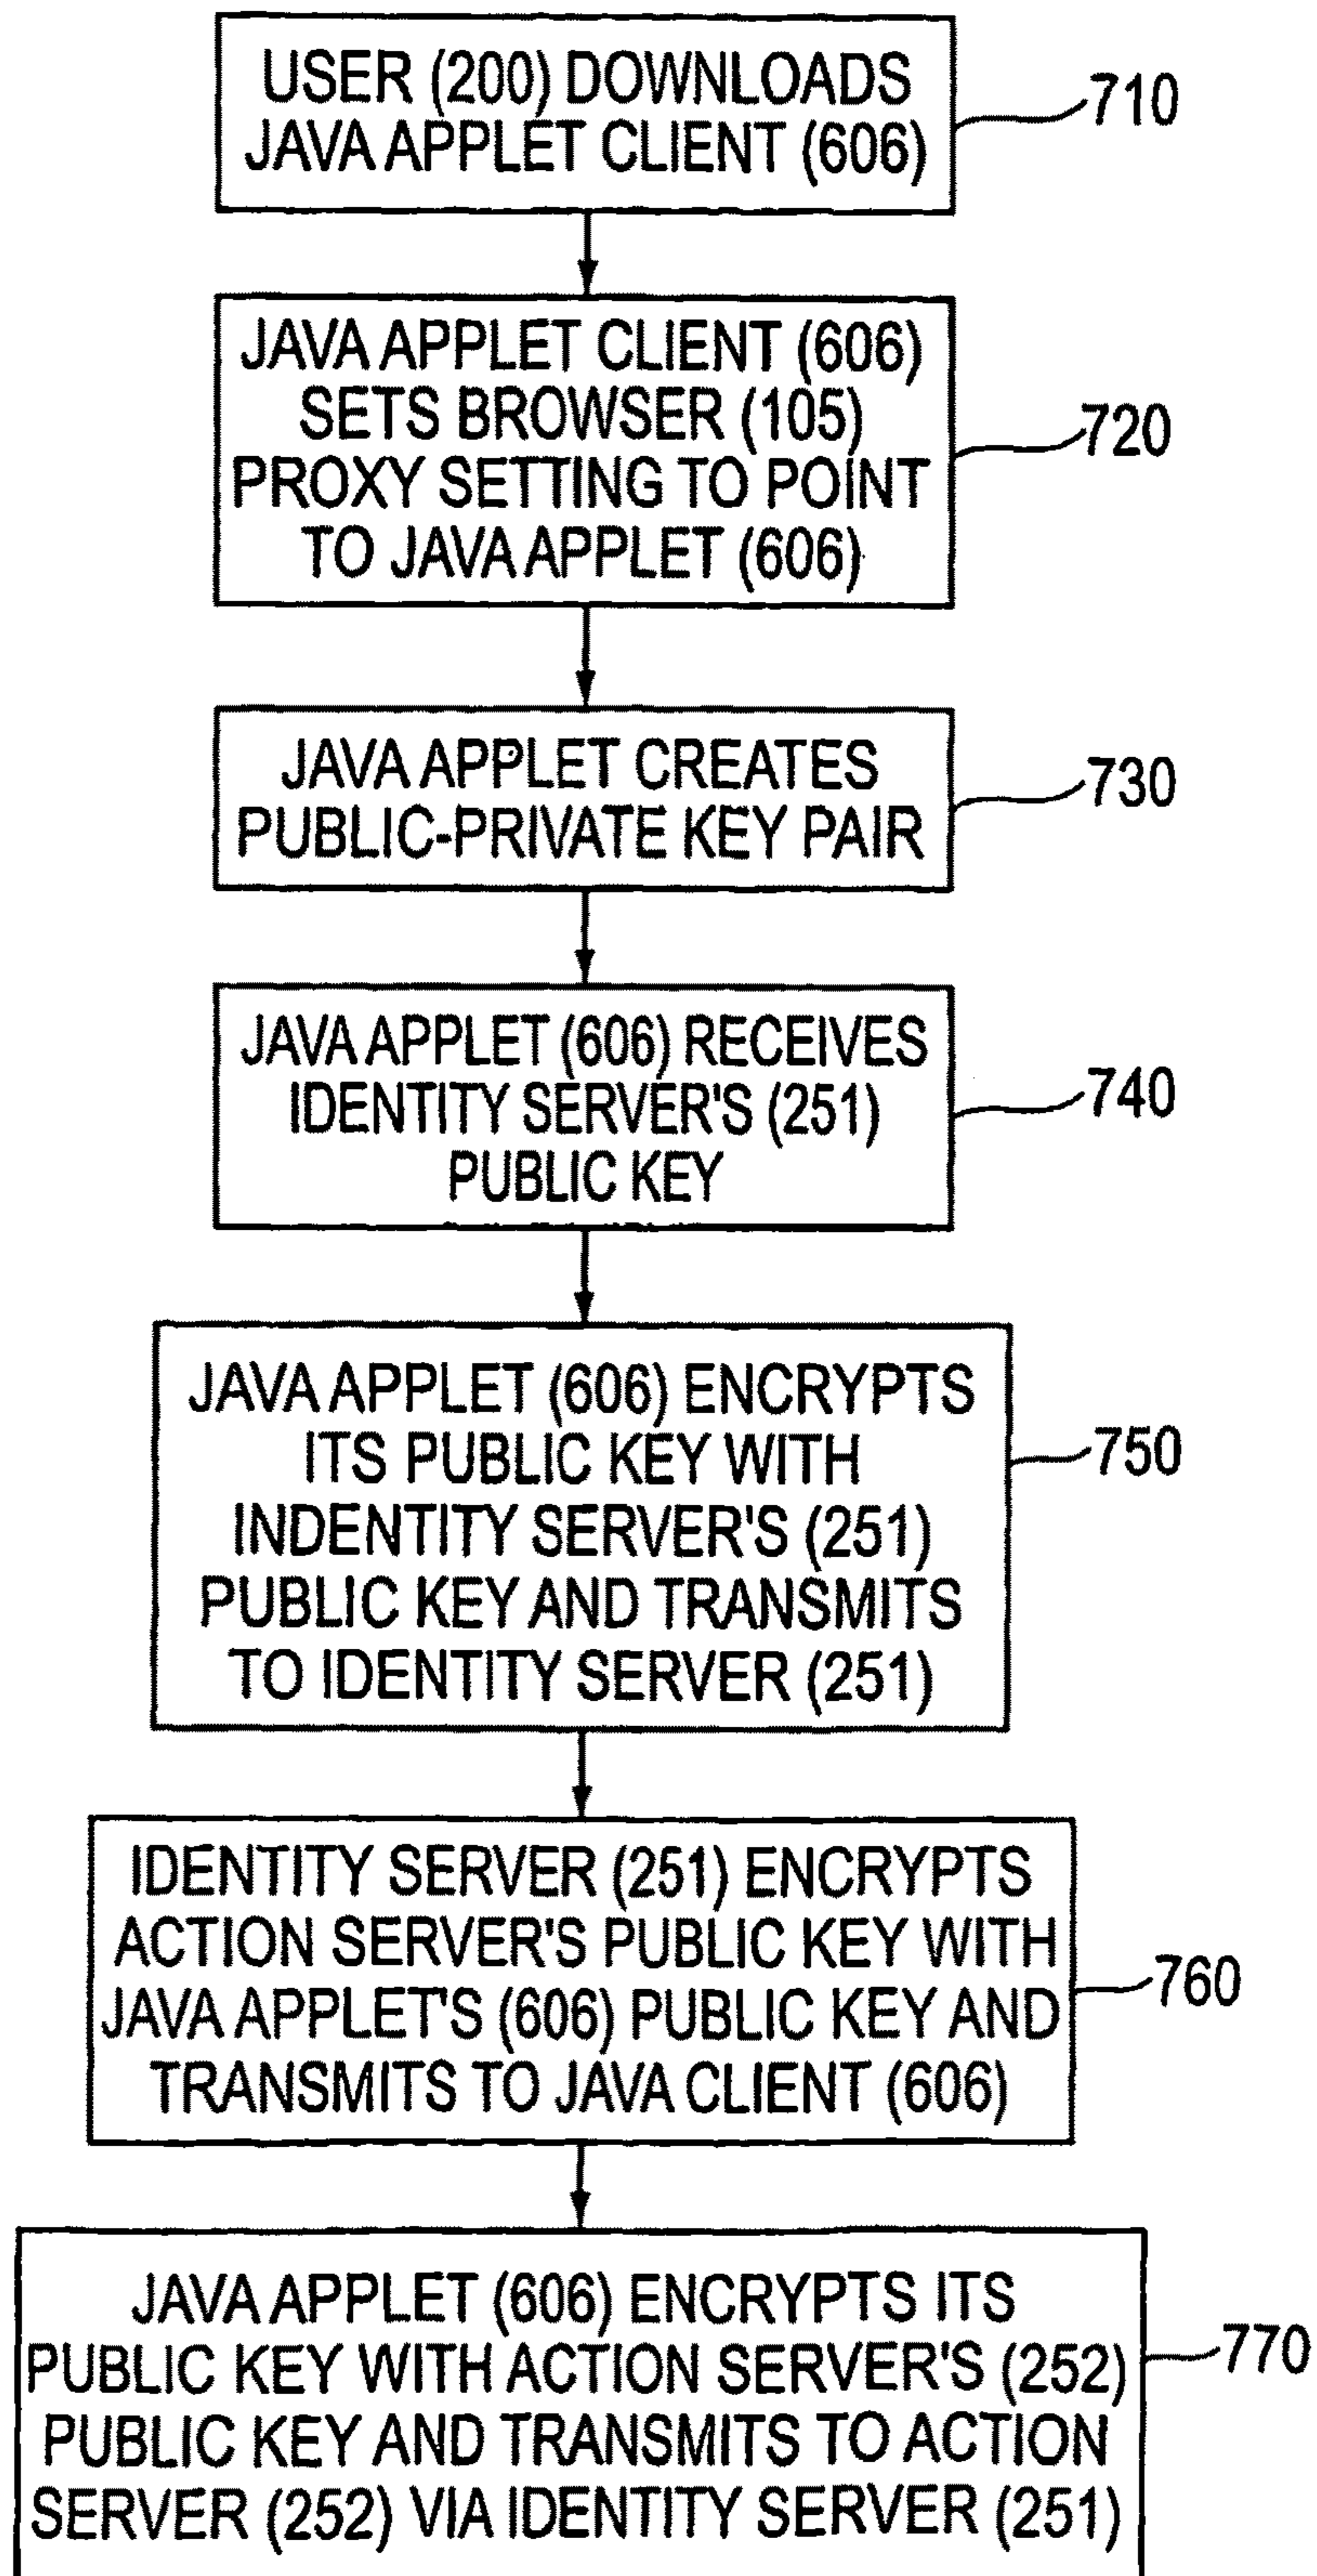 USER (200) DOWNLOADS
JAVA APPLET CLIENT (606)
710
JAVA APPLET CLIENT (606)
SETS BROWSER (105)
PROXY SETTING TO POINT
TO JAVA APPLET (606)
720
JAVA APPLET CREATES
PUBLIC-PRIVATE KEY PAIR
730
JAVA APPLET (606) RECEIVES
IDENTITY SERVER'S (251)
PUBLIC KEY
740
JAVA APPLET (606) ENCRYPTS
ITS PUBLIC KEY WITH
INDENTITY SERVER'S (251)
PUBLIC KEY AND TRANSMITS
TO IDENTITY SERVER (251)
750
IDENTITY SERVER (251) ENCRYPTS
ACTION SERVER'S PUBLIC KEY WITH
JAVA APPLET'S (606) PUBLIC KEY AND
TRANSMITS TO JAVA CLIENT (606)
760
JAVA APPLET (606) ENCRYPTS ITS
PUBLIC KEY WITH ACTION SERVER'S (252)
PUBLIC KEY AND TRANSMITS TO ACTION
SERVER (252) VIA IDENTITY SERVER (251)
770